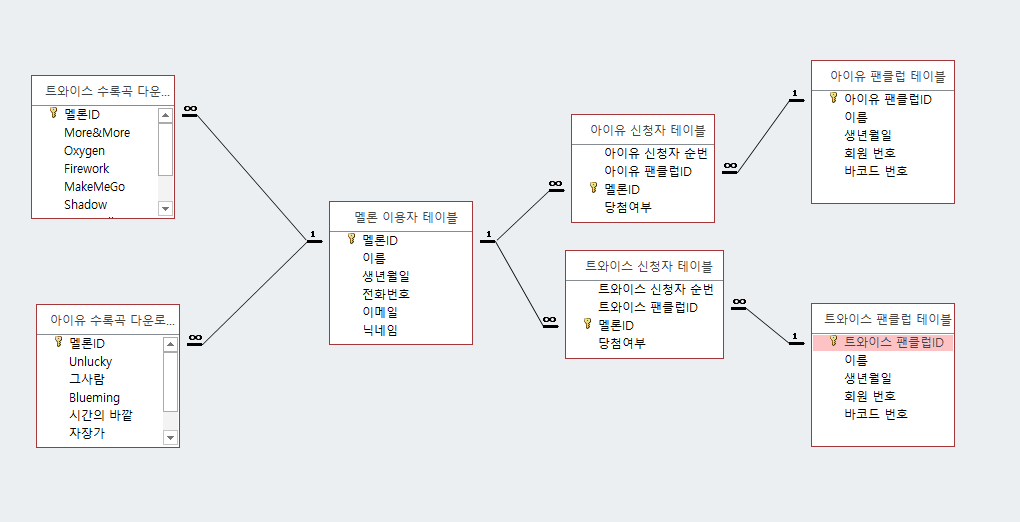 트와이스 수록곡 다운...
멜론ID
More&More
Oxygen
Firework
MakeMeGo
Shadow
∞
아이유 수록곡 다운로...
멜론ID
Unlucky
그사람
Blueming
시간의 바깥
자장가
∞
1
멜론 이용자 테이블
멜론ID
이름
생년월일
전화번호
이메일
닉네임
1
∞
아이유 신청자 테이블
아이유 신청자 순번
아이유 팬클럽ID
멜론ID
당첨여부
∞
∞
트와이스 신청자 테이블
트와이스 신청자 순번
트와이스 팬클럽ID
멜론ID
당첨여부
∞
1
아이유 팬클럽 테이블
아이유 팬클럽ID
이름
생년월일
회원 번호
바코드 번호
1
트와이스 팬클럽 테이블
트와이스 팬클럽ID
이름
생년월일
회원 번호
바코드 번호